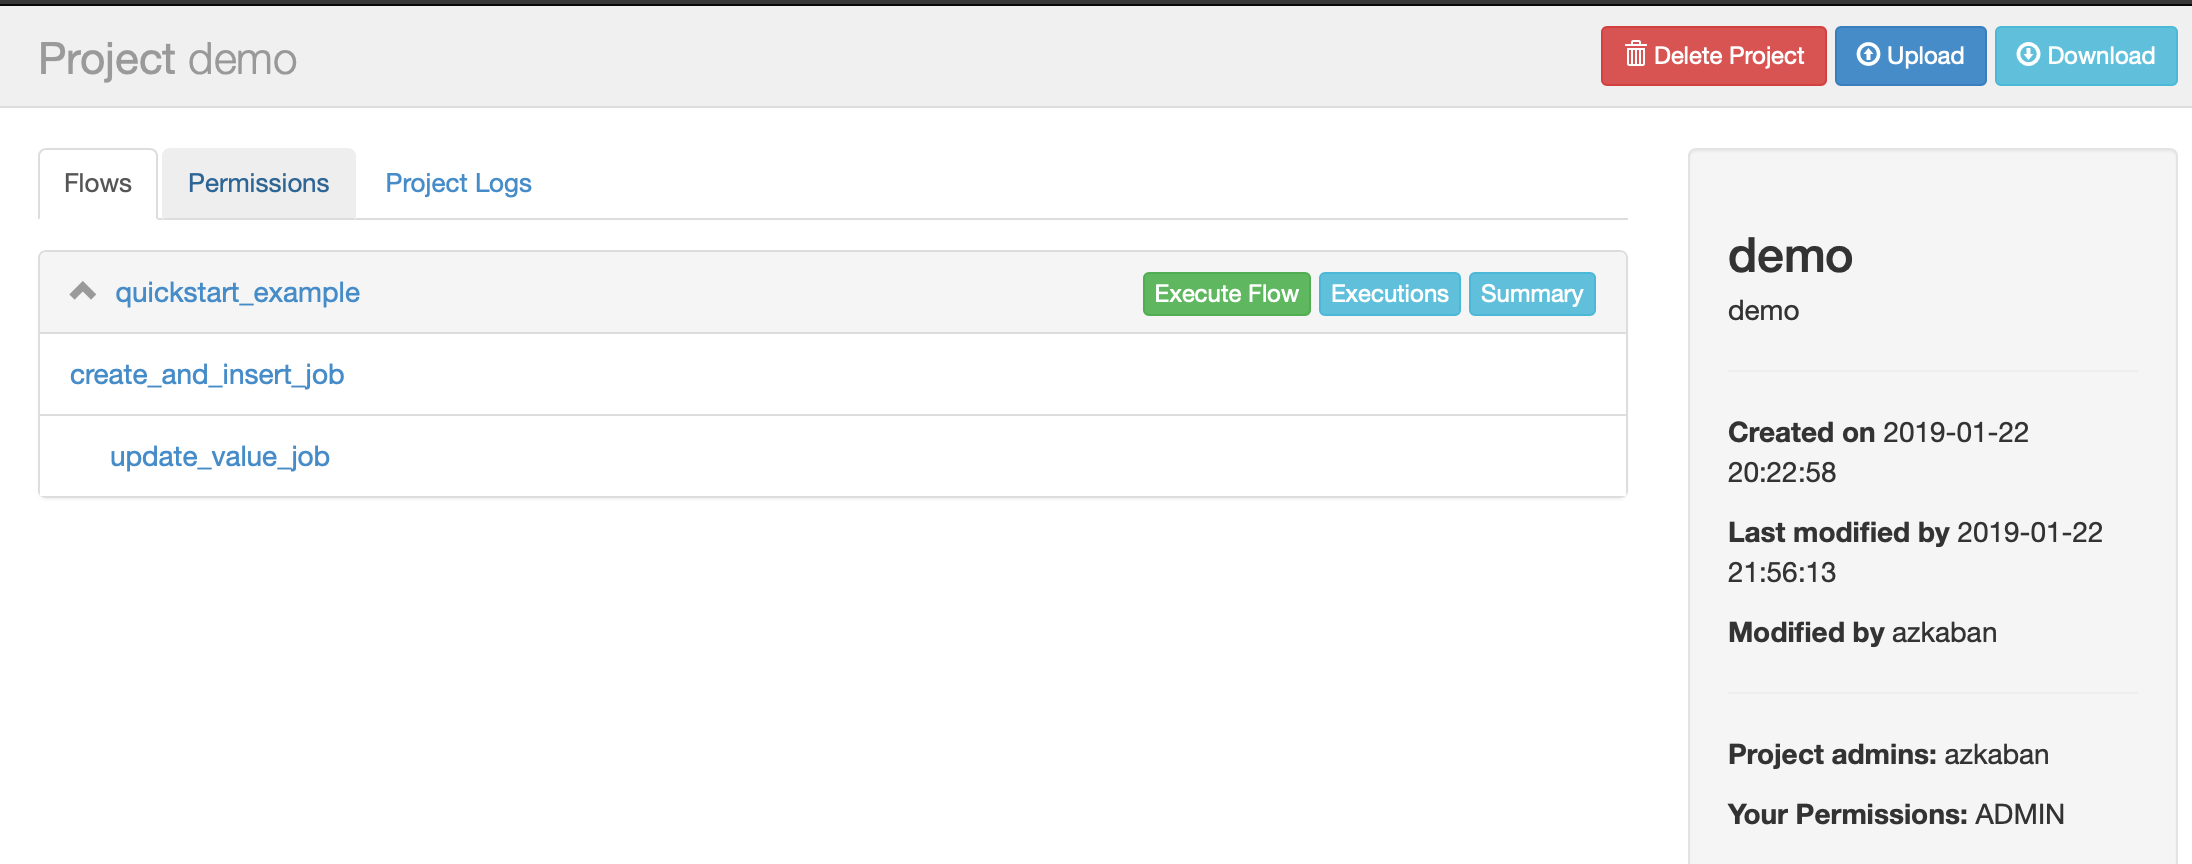 Project demo
Delete Project
Upload
Download
Flows
Permissions
Project Logs
quickstart_example
Execute Flow
Executions
Summary
create_and_insert_job
update_value_job
demo
demo
Created on 2019-01-22
20:22:58
Last modified by 2019-01-22
21:56:13
Modified by azkaban
Project admins: azkaban
Your Permissions: ADMIN